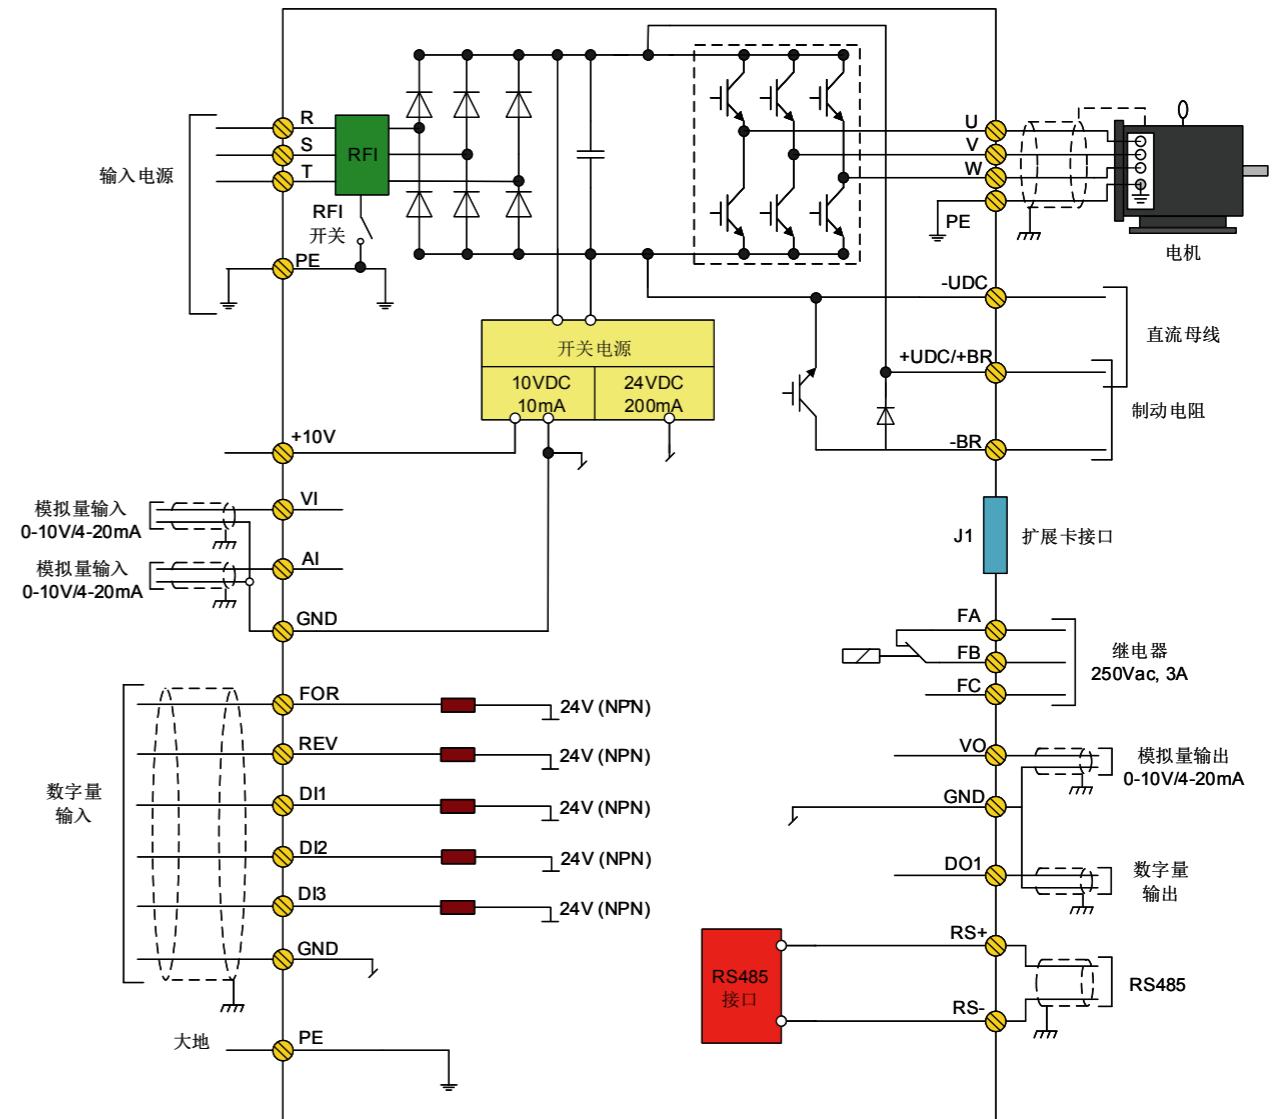 R
S
T
输入电源
RFI
RFI
开关
PE
U
V
W
PE
电机
-UDC
+UDC/+BR
-BR
直流母线
制动电阻
开关电源
10VDC
10mA
24VDC
200mA
+10V
VI
模拟量输入
0-10V/4-20mA
AI
模拟量输入
0-10V/4-20mA
GND
J1
扩展卡接口
FA
FB
FC
继电器
250Vac, 3A
数字量
输入
FOR
24V (NPN)
REV
24V (NPN)
DI1
24V (NPN)
DI2
24V (NPN)
DI3
24V (NPN)
GND
大地
PE
VO
模拟量输出
0-10V/4-20mA
GND
DO1
数字量
输出
RS485
接口
RS+
RS-
RS485